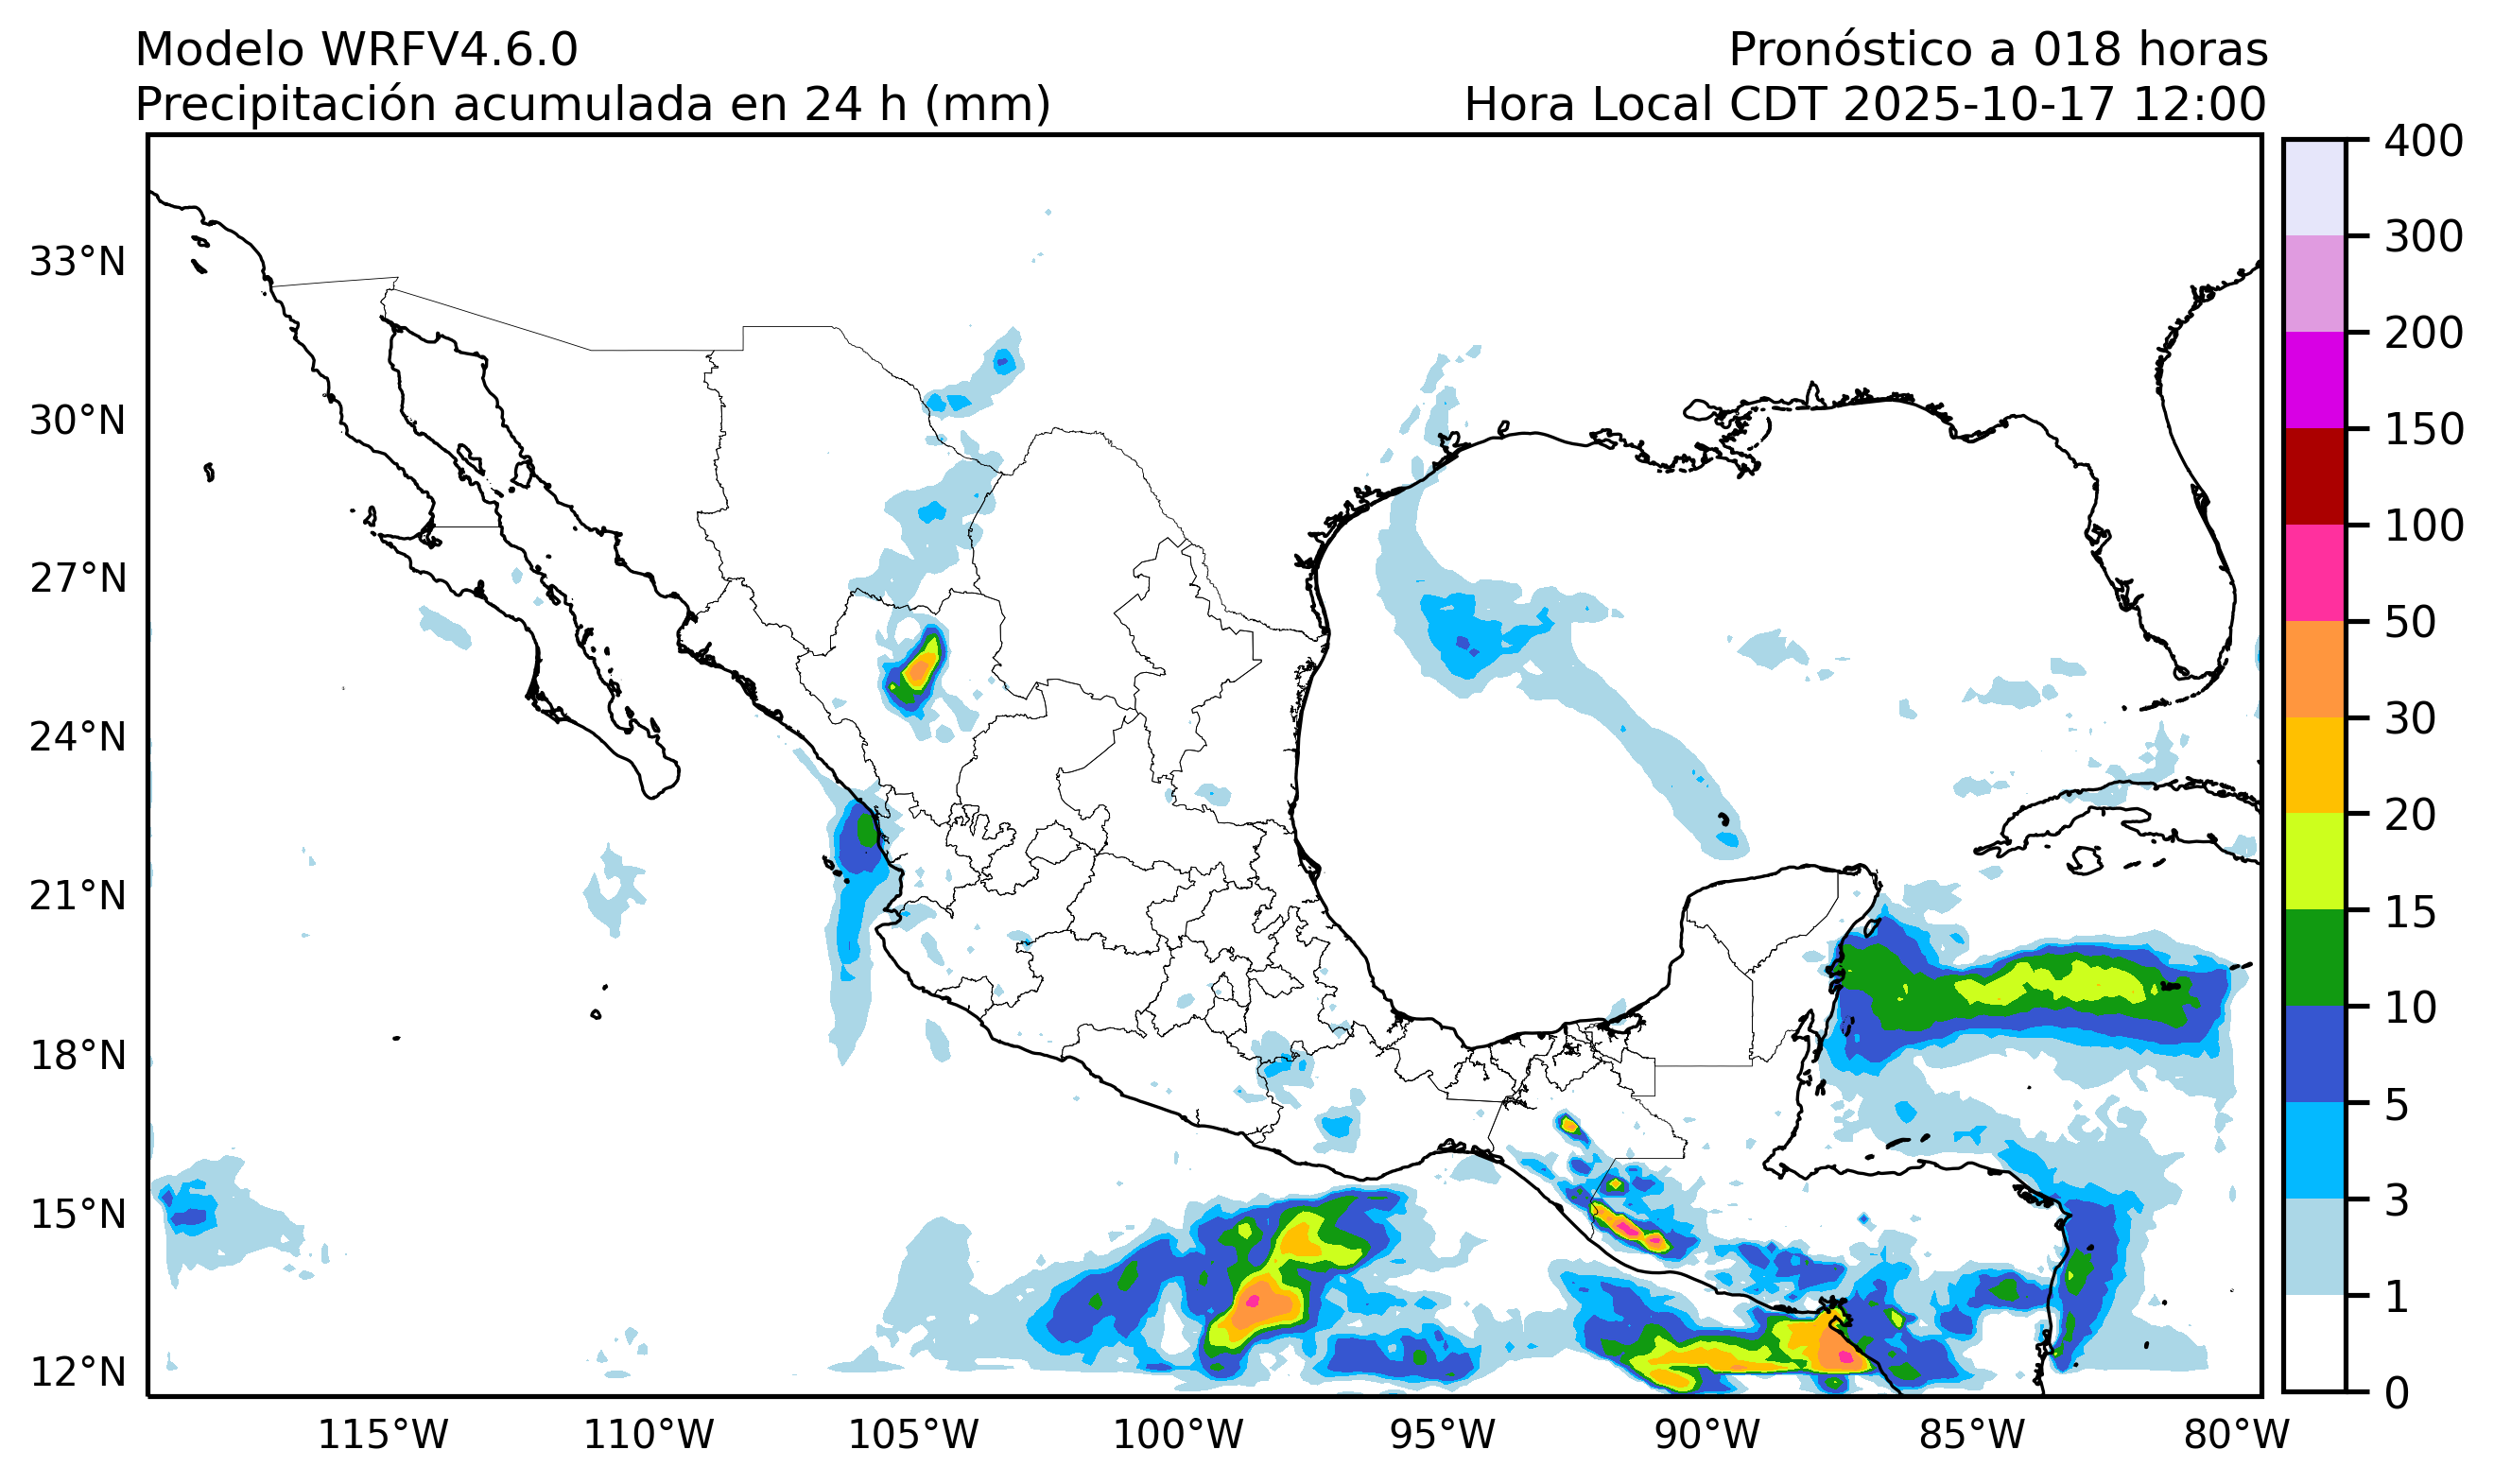 Modelo WRFV4.6.0
Pronóstico a 018 horas
Precipitación acumulada en 24 h (mm)
Hora Local CDT 2025-10-17 12:00
33°N
30°N
27°N
24°N
21°N
18°N
15°N
12°N
115°W
110°W
105°W
100°W
95°W
90°W
85°W
80°W
400
300
200
150
100
50
30
20
15
10
5
3
1
0